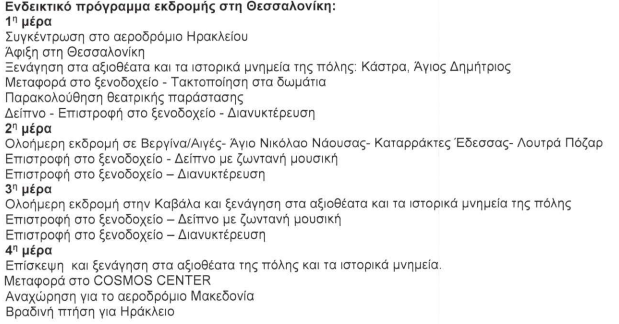 Ενδεικτικό πρόγραμμα εκδρομής στη Θεσσαλονίκη:
1η μέρα
Συγκέντρωση στο αεροδρόμιο Ηρακλείου
Άφιξη στη Θεσσαλονίκη
Ξενάγηση στα αξιοθέατα και τα ιστορικά μνημεία της πόλης: Κάστρα, Άγιος Δημήτριος
Μεταφορά στο ξενοδοχείο - Τακτοποίηση στα δωμάτια
Παρακολούθηση θεατρικής παράστασης
Δείπνο - Επιστροφή στο ξενοδοχείο - Διανυκτέρευση
2η μέρα
Ολοήμερη εκδρομή σε Βεργίνα/Αιγές- Άγιο Νικόλαο Νάουσας- Καταρράκτες Έδεσσας- Λουτρά Πόζαρ
Επιστροφή στο ξενοδοχείο - Δείπνο με ζωντανή μουσική
Επιστροφή στο ξενοδοχείο – Διανυκτέρευση
3η μέρα
Ολοήμερη εκδρομή στην Καβάλα και ξενάγηση στα αξιοθέατα και τα ιστορικά μνημεία της πόλης
Επιστροφή στο ξενοδοχείο – Δείπνο με ζωντανή μουσική
Επιστροφή στο ξενοδοχείο – Διανυκτέρευση
4η μέρα
Επίσκεψη και ξενάγηση στα αξιοθέατα της πόλης και τα ιστορικά μνημεία.
Μεταφορά στο COSMOS CENTER
Αναχώρηση για το αεροδρόμιο Μακεδονία
Βραδινή πτήση για Ηράκλειο